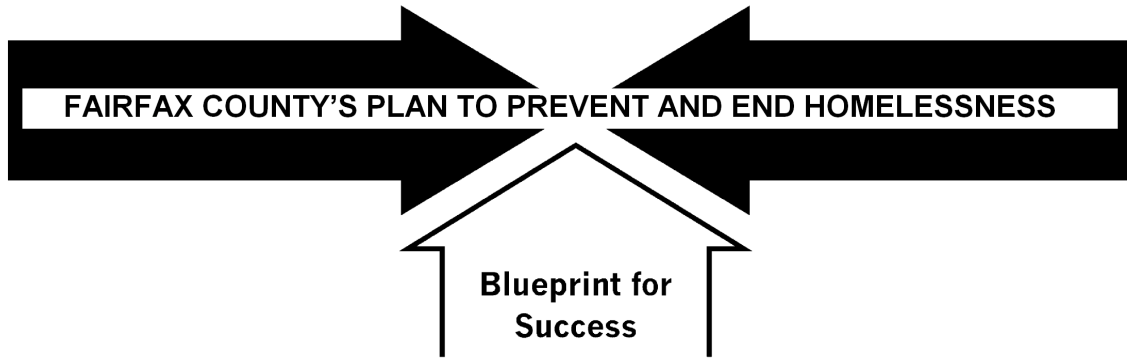 FAIRFAX COUNTY’S PLAN TO PREVENT AND END HOMELESSNESS
Blueprint for
Success